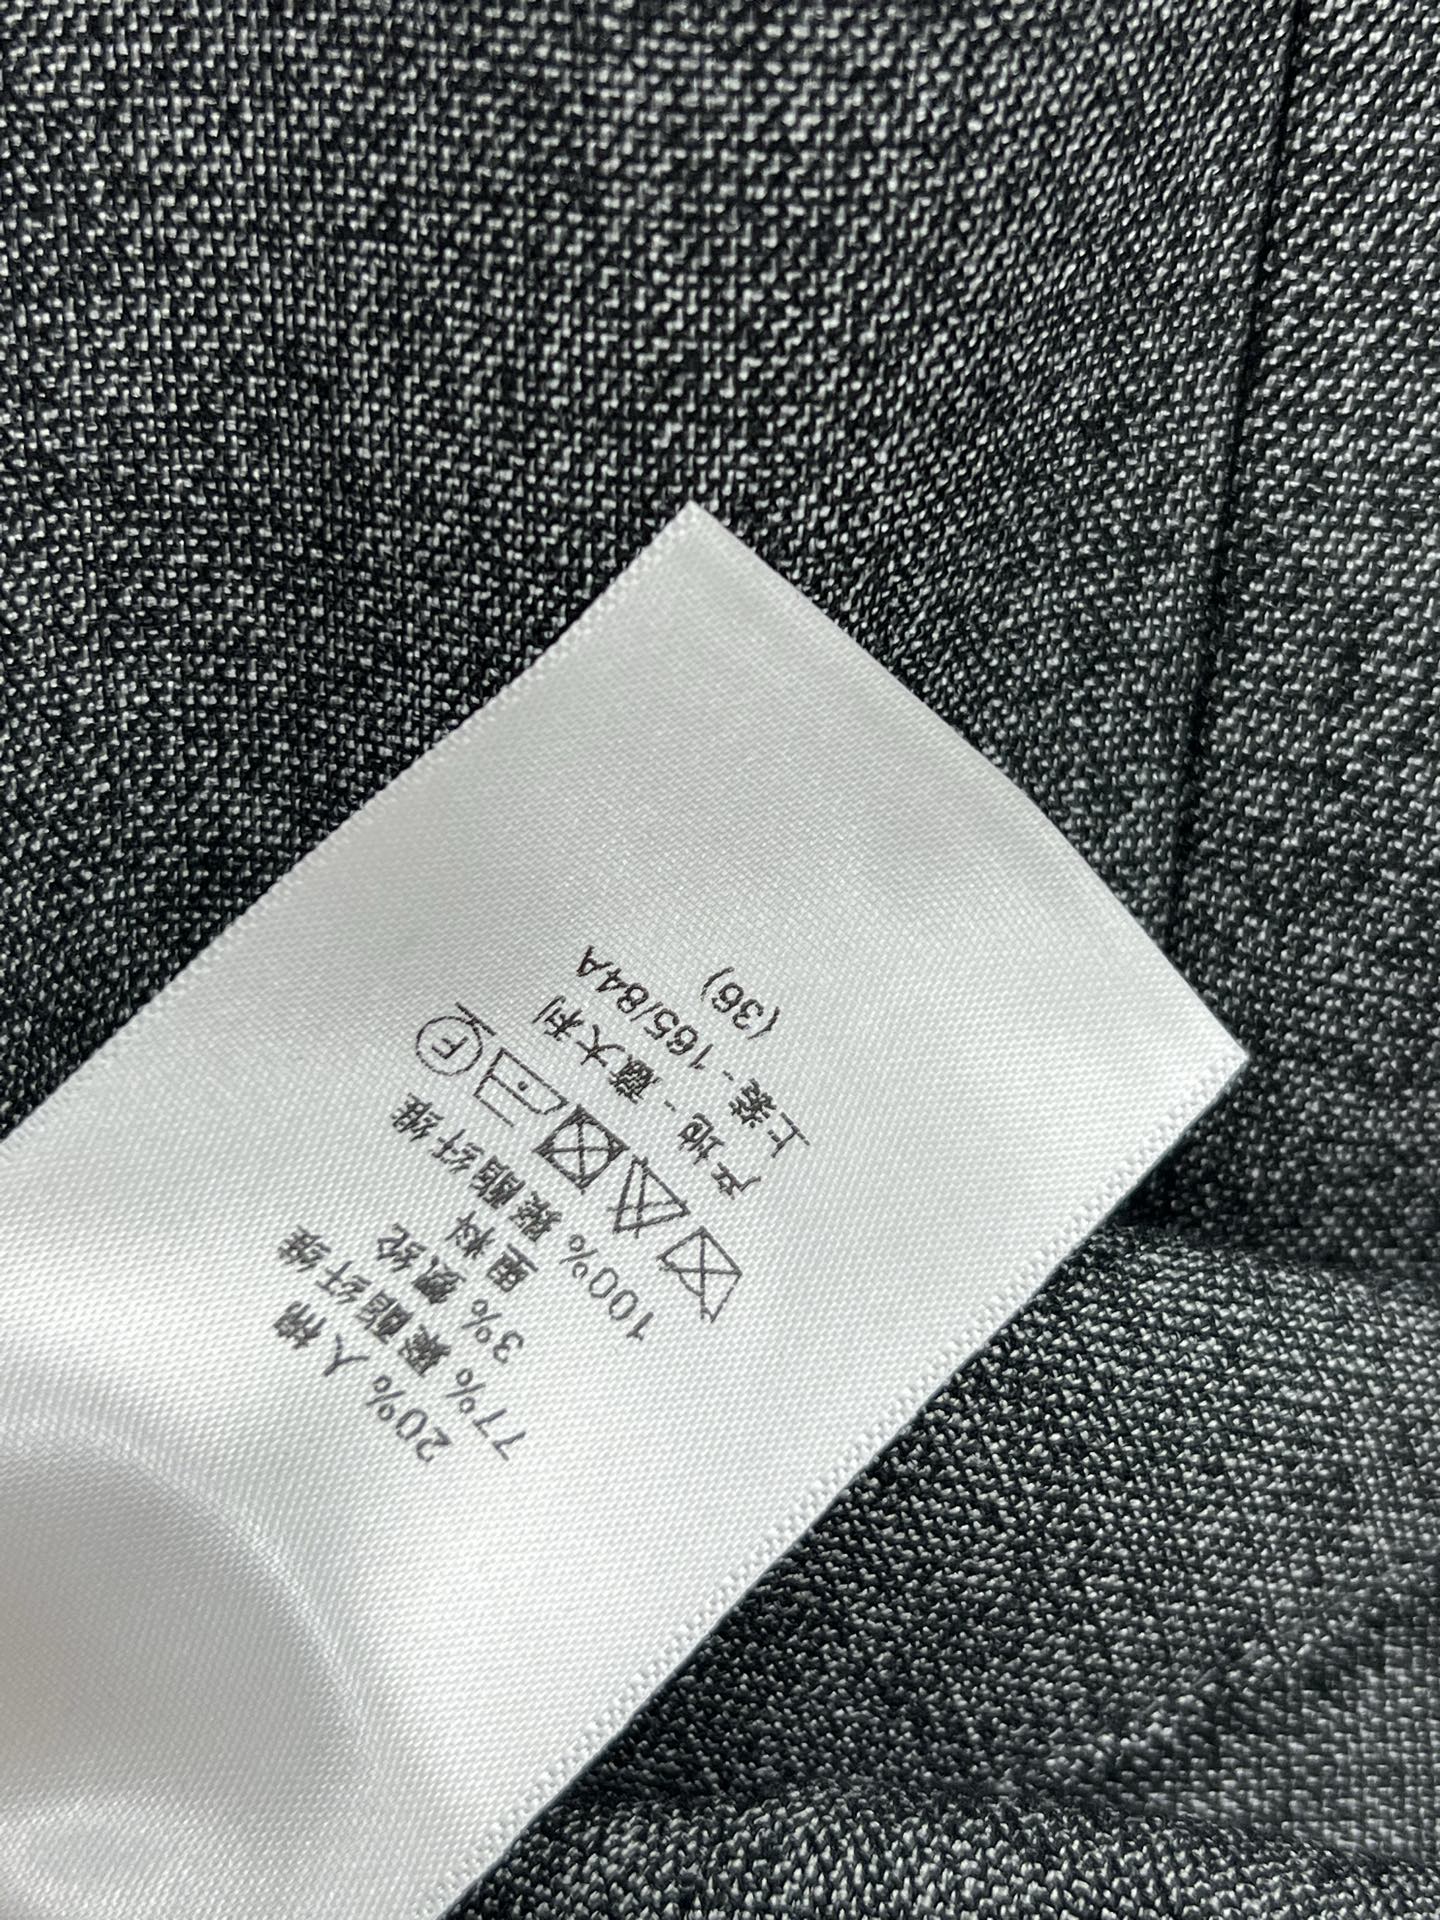 20% 人棉
77% 聚酯纤维
3% 氨纶
里料
100% 聚酯纤维
F
产地 - 意大利
上装 - 165/84A
(36)